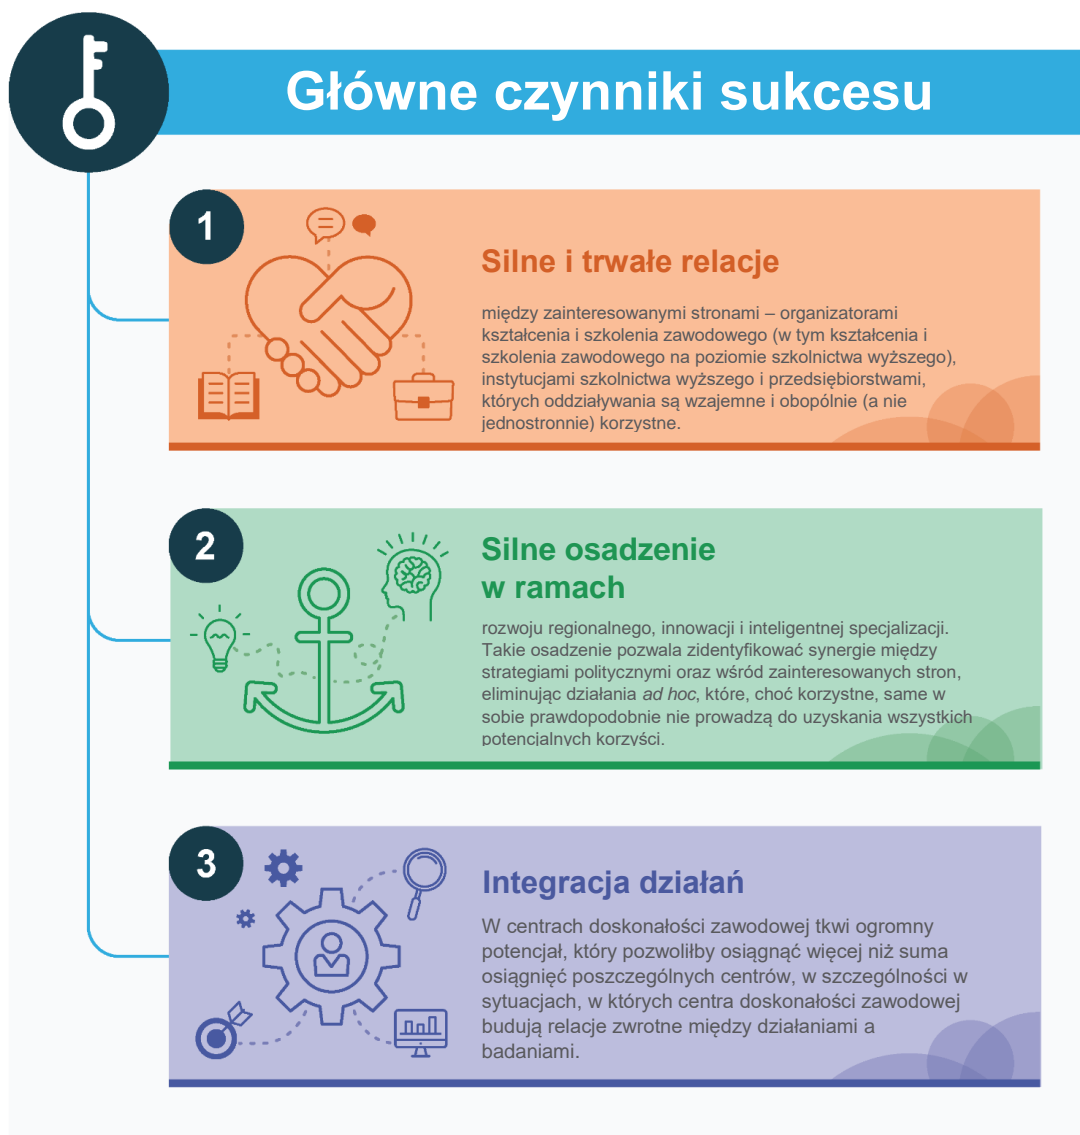 Główne czynniki sukcesu
1
Silne i trwałe relacje
między zainteresowanymi stronami – organizatorami
kształcenia i szkolenia zawodowego (w tym kształcenia i
szkolenia zawodowego na poziomie szkolnictwa wyższego),
instytucjami szkolnictwa wyższego i przedsiębiorstwami,
których oddziaływania są wzajemne i obopólnie (a nie
jednostronnie) korzystne.
2
Silne osadzenie
w ramach
rozwoju regionalnego, innowacji i inteligentnej specjalizacji.
Takie osadzenie pozwala zidentyfikować synergie między
strategiami politycznymi oraz wśród zainteresowanych stron,
eliminując działania ad hoc, które, choć korzystne, same w
sobie prawdopodobnie nie prowadzą do uzyskania wszystkich
potencjalnych korzyści.
3
Integracja działań
W centrach doskonałości zawodowej tkwi ogromny
potencjał, który pozwoliłby osiągnąć więcej niż suma
osiągnięć poszczególnych centrów, w szczególności w
sytuacjach, w których centra doskonałości zawodowej
budują relacje zwrotne między działaniami a
badaniami.